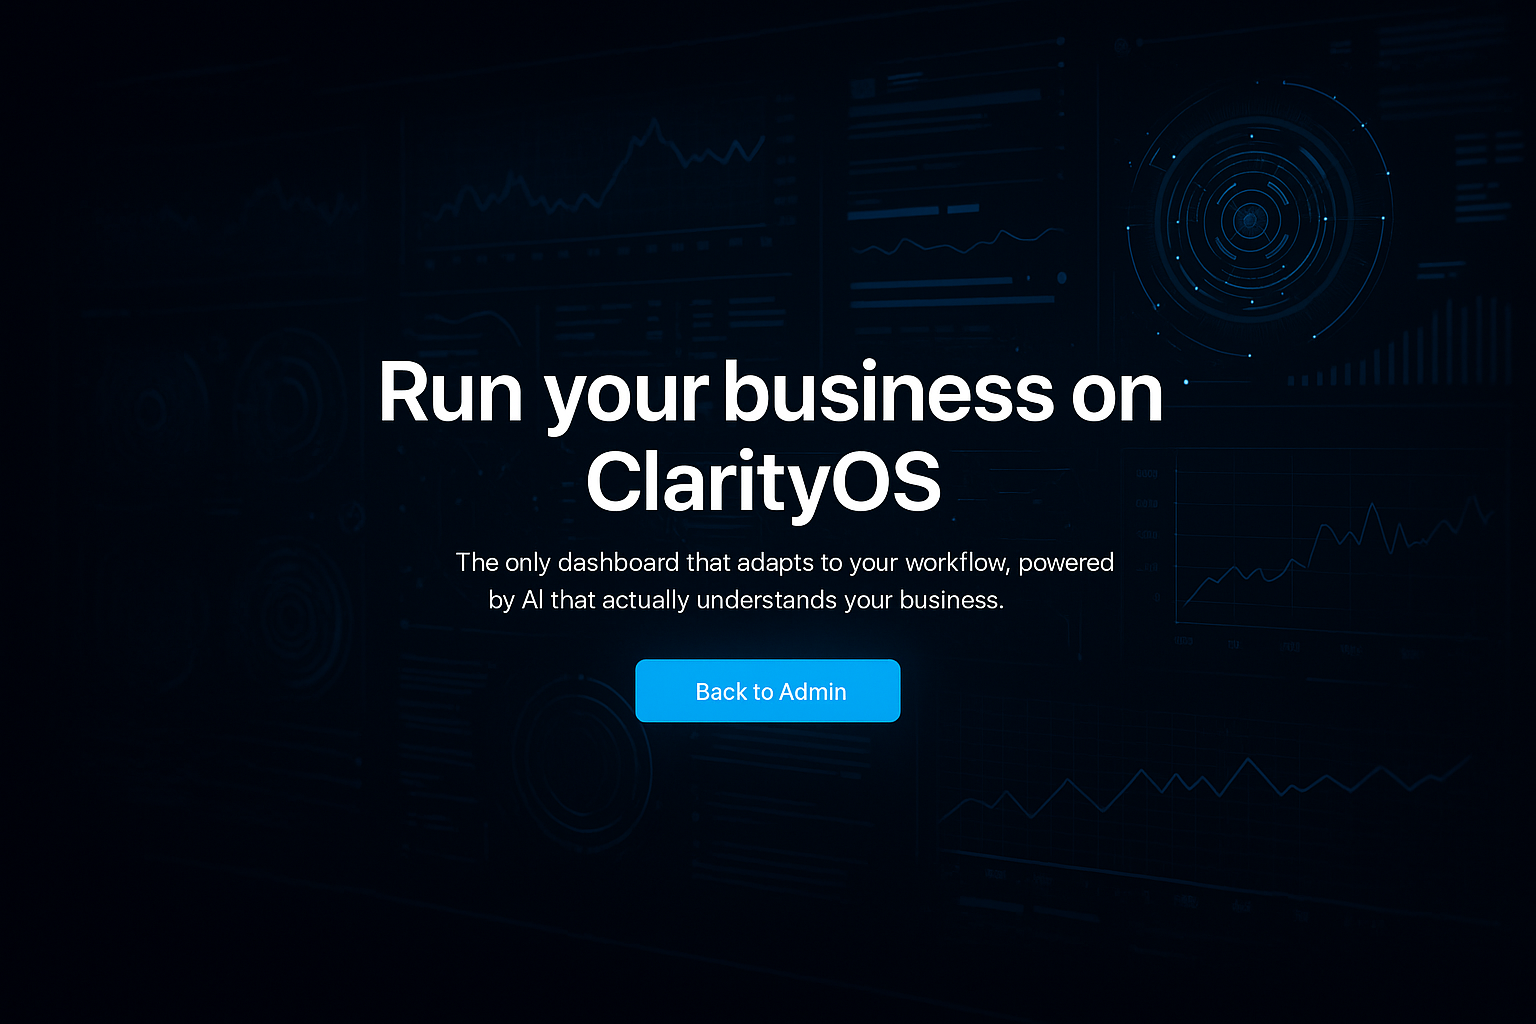 Run your business on
ClarityOS
The only dashboard that adapts to your workflow, powered
by AI that actually understands your business.
Back to Admin